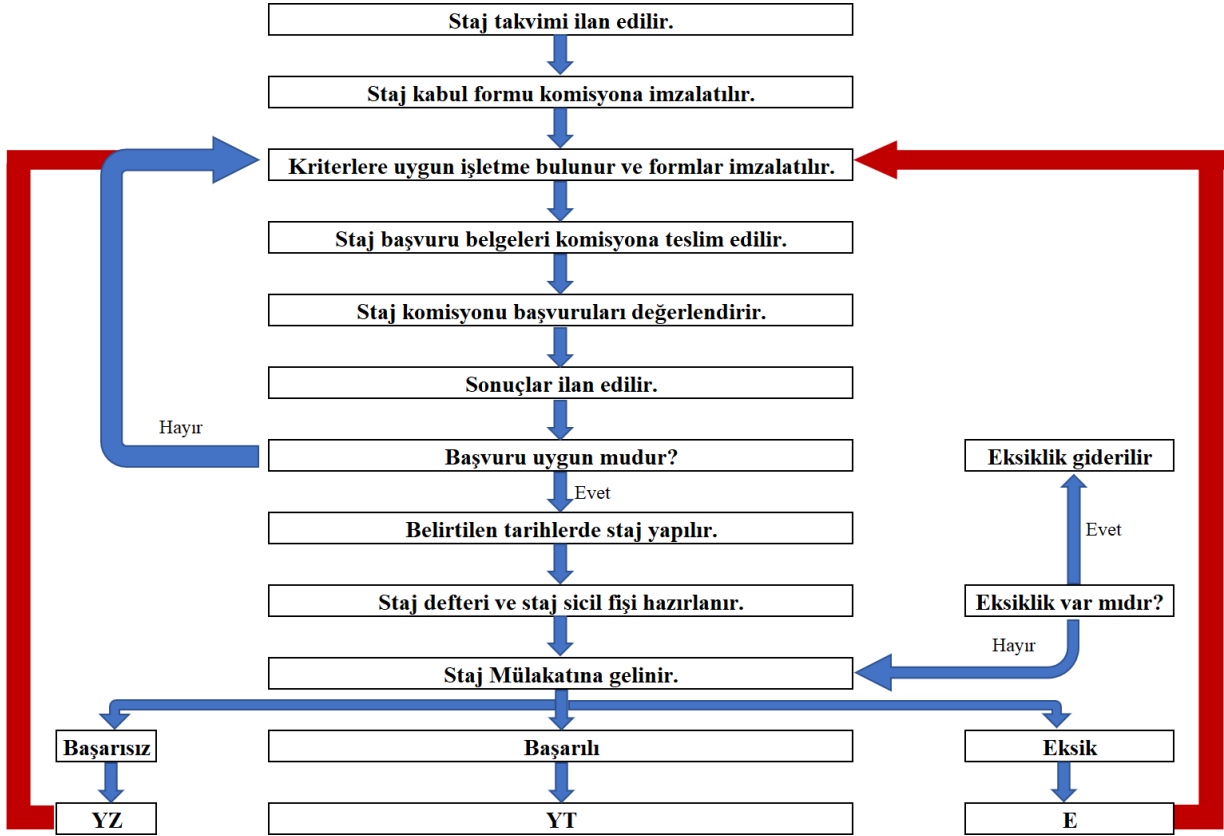 Staj takvimi ilan edilir.
Staj kabul formu komisyona imzalatılır.
Kriterlere uygun işletme bulunur ve formlar imzalatılır.
Staj başvuru belgeleri komisyona teslim edilir.
Staj komisyonu başvuruları değerlendirir.
Sonuçlar ilan edilir.
Hayır
Başvuru uygun mudur?
Eksiklik giderilir
Evet
Belirtilen tarihlerde staj yapılır.
Evet
Staj defteri ve staj sicil fişi hazırlanır.
Eksiklik var mıdır?
Hayır
Staj Mülakatına gelinir.
Başarısız
Başarılı
Eksik
YZ
YT
E